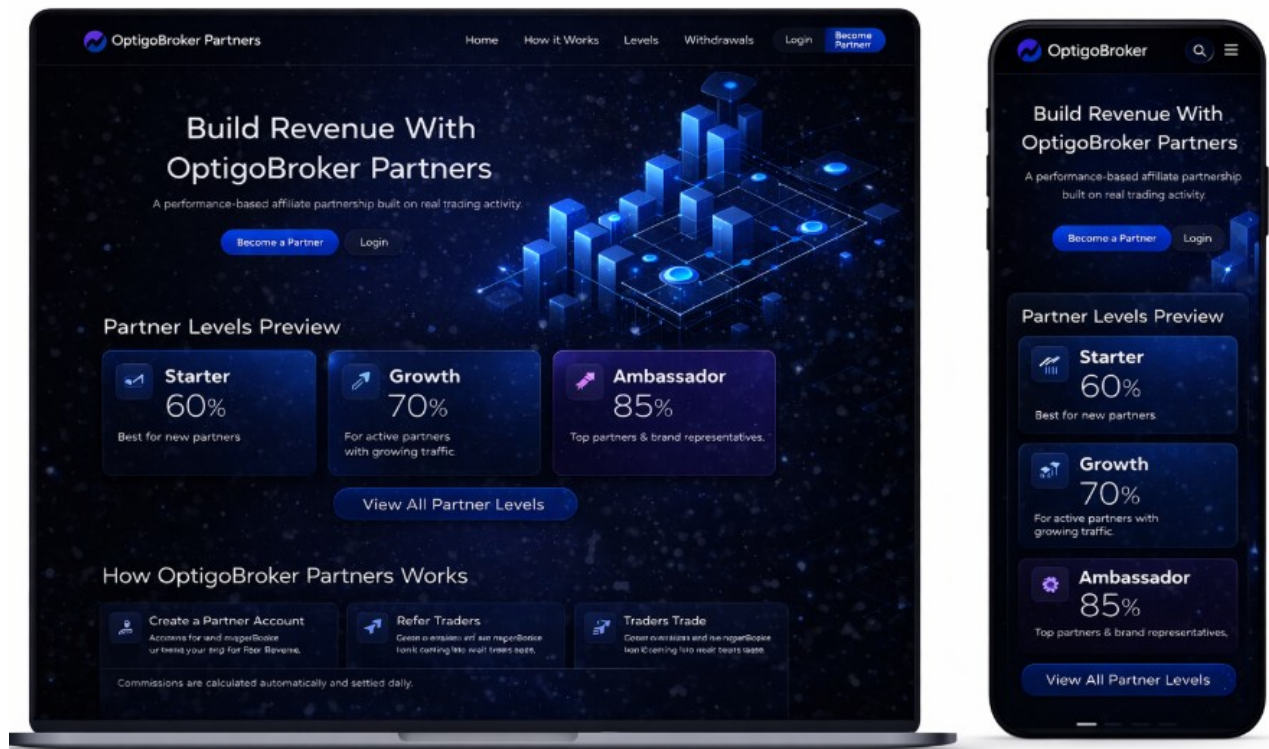 OptigoBroker Partners
Home How it Works Levels Withdrawals Login Become
Partnerr
Build Revenue With
OptigoBroker Partners
A performance-based affiliate partnership built on real trading activity.
Become a Partner Login
Partner Levels Preview
Starter
60%
Best for new partners
Growth
70%
For active partners
with growing traffic
Ambassador
85%
Top partners & brand representatives.
View All Partner Levels
How OptigoBroker Partners Works
Create a Partner Account
Refer Traders
Traders Trade
Commissions are calculated automatically and settled daily.
OptigoBroker
Build Revenue With
OptigoBroker Partners
A performance-based affiliate partnership
built on real trading activity.
Become a Partner Login
Partner Levels Preview
Starter
60%
Best for new partners
Growth
70%
For active partners with
growing traffic.
Ambassador
85%
Top partners & brand representatives,
View All Partner Levels